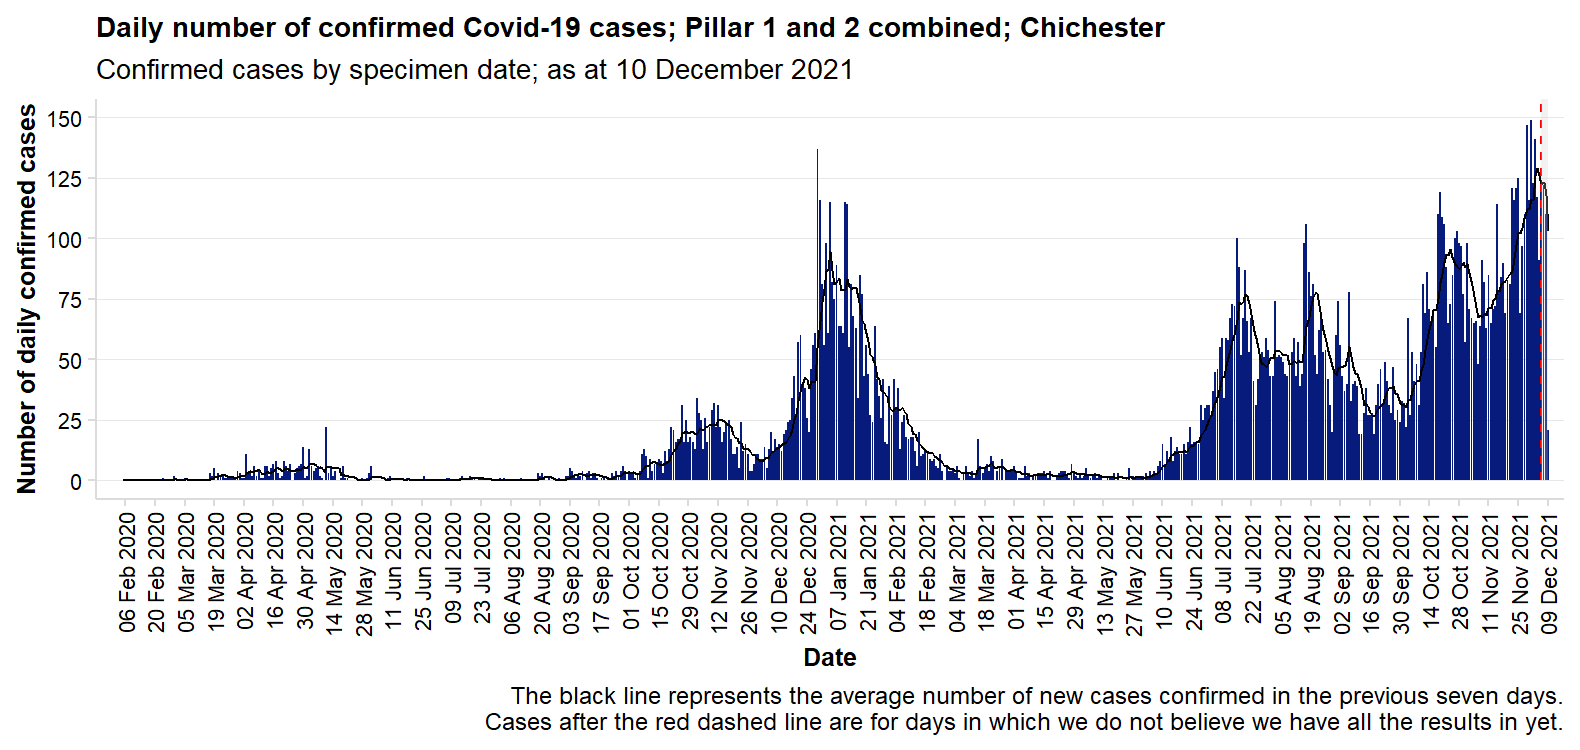 Daily number of confirmed Covid-19 cases; Pillar 1 and 2 combined; Chichester
Confirmed cases by specimen date; as at 10 December 2021
Number of daily confirmed cases
150
125
100
75
50
25
0
06 Feb 2020
20 Feb 2020
05 Mar 2020
19 Mar 2020
02 Apr 2020
16 Apr 2020
30 Apr 2020
14 May 2020
28 May 2020
11 Jun 2020
25 Jun 2020
09 Jul 2020
23 Jul 2020
06 Aug 2020
20 Aug 2020
03 Sep 2020
17 Sep 2020
01 Oct 2020
15 Oct 2020
29 Oct 2020
12 Nov 2020
26 Nov 2020
10 Dec 2020
24 Dec 2020
07 Jan 2021
21 Jan 2021
04 Feb 2021
18 Feb 2021
04 Mar 2021
18 Mar 2021
01 Apr 2021
15 Apr 2021
29 Apr 2021
13 May 2021
27 May 2021
10 Jun 2021
24 Jun 2021
08 Jul 2021
22 Jul 2021
05 Aug 2021
19 Aug 2021
02 Sep 2021
16 Sep 2021
30 Sep 2021
14 Oct 2021
28 Oct 2021
11 Nov 2021
25 Nov 2021
09 Dec 2021
Date
The black line represents the average number of new cases confirmed in the previous seven days.
Cases after the red dashed line are for days in which we do not believe we have all the results in yet.